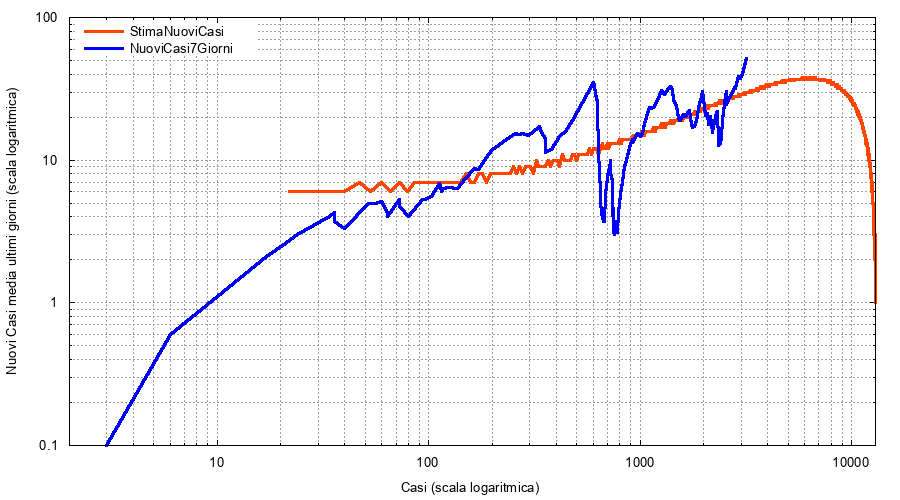 100
10
1
0.1
Nuovi Casi media ultimi giorni (scala logaritmica)
StimaNuoviCasi
NuoviCasi7Giorni
10
100
1000
10000
Casi (scala logaritmica)